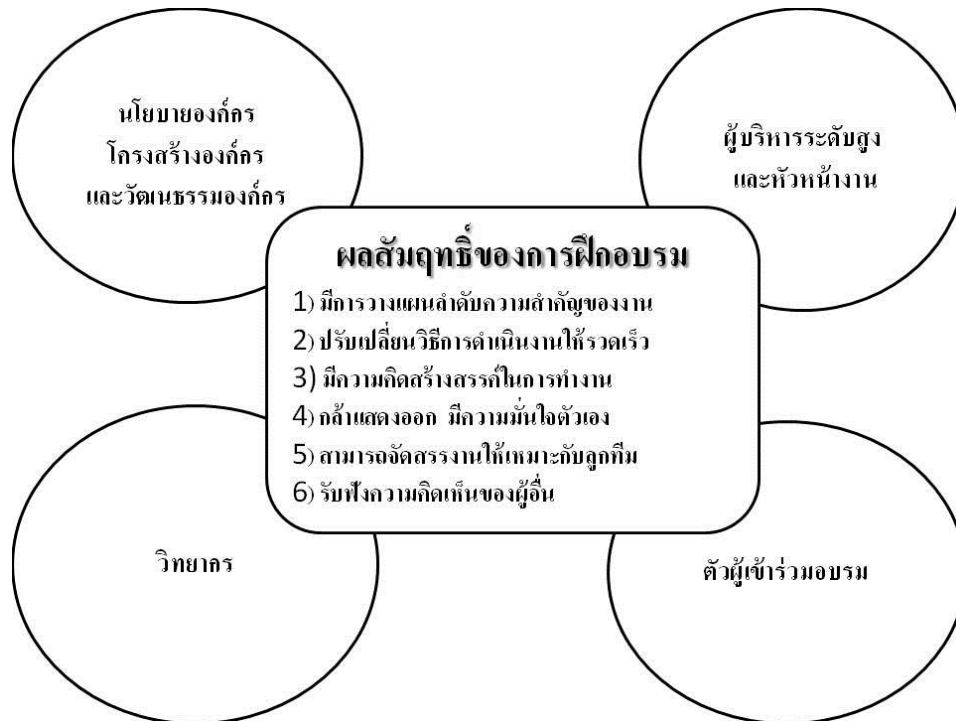 นโยบายองค์กร
โครงสร้างองค์กร
และวัฒนธรรมองค์กร
ผู้บริหารระดับสูง
และหัวหน้างาน
ผลสัมฤทธิ์ของการฝึกอบรม
1) มีการวางแผนลำดับความสำคัญของงาน
2) ปรับเปลี่ยนวิธีการดำเนินงานให้รวดเร็ว
3) มีความคิดสร้างสรรค์ในการทำงาน
4) กล้าแสดงออก มีความมั่นใจตัวเอง
5) สามารถจัดสรรงานให้เหมาะกับลูกทีม
6) รับฟังความคิดเห็นของผู้อื่น
วิทยากร
ตัวผู้เข้าร่วมอบรม